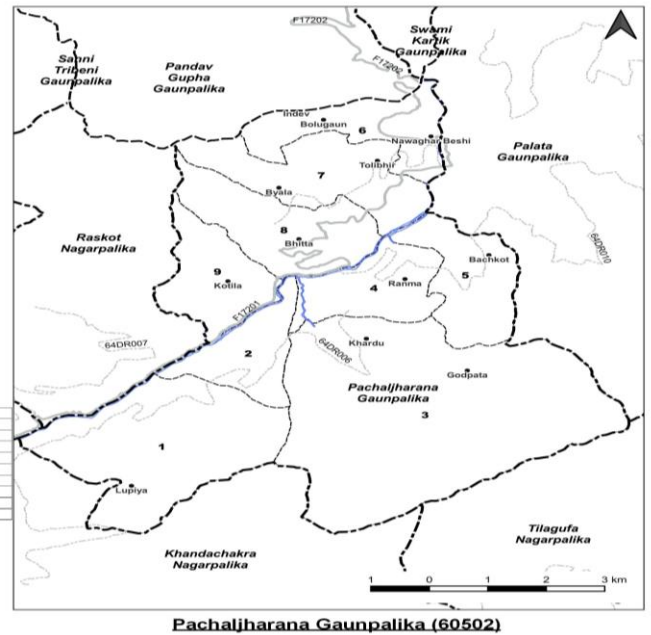 F17202
Swami
Kartik
Gaunpalika
Sanni
Tribeni
Gaunpalika
Pandav
Gupha
Gaunpalika
F17202
Indev
Bolugaun
6
Nawaghar Beshi
Palata
Gaunpalika
Tolibhir
7
Byala
8
Bhitta
Raskot
Nagarpalika
64DR010
Bachkot
5
9
Kotila
Ranma
4
F17201
64DR007
2
Khardu
64DR006
Godpata
Pachaljharana
Gaunpalika
3
1
Lupiya
Khandachakra
Nagarpalika
Tilagufa
Nagarpalika
1 0 1 2 3 km
Pachaljharana Gaunpalika (60502)